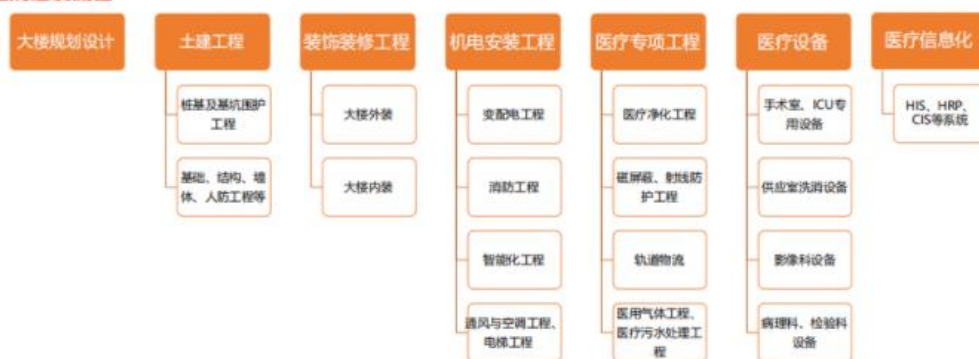 大楼规划设计
土建工程
桩基及基坑围护
工程
基础、结构、墙
体、人防工程等
装饰装修工程
大楼外装
大楼内装
机电安装工程
变配电工程
消防工程
智能化工程
通风与空调工程、
电梯工程
医疗专项工程
医疗净化工程
磁屏蔽、射线防
护工程
轨道物流
医用气体工程、
医疗污水处理工
程
医疗设备
手术室、ICU专
用设备
供应室洗消设备
影像科设备
病理科、检验科
设备
医疗信息化
HIS、HRP、
CIS等系统